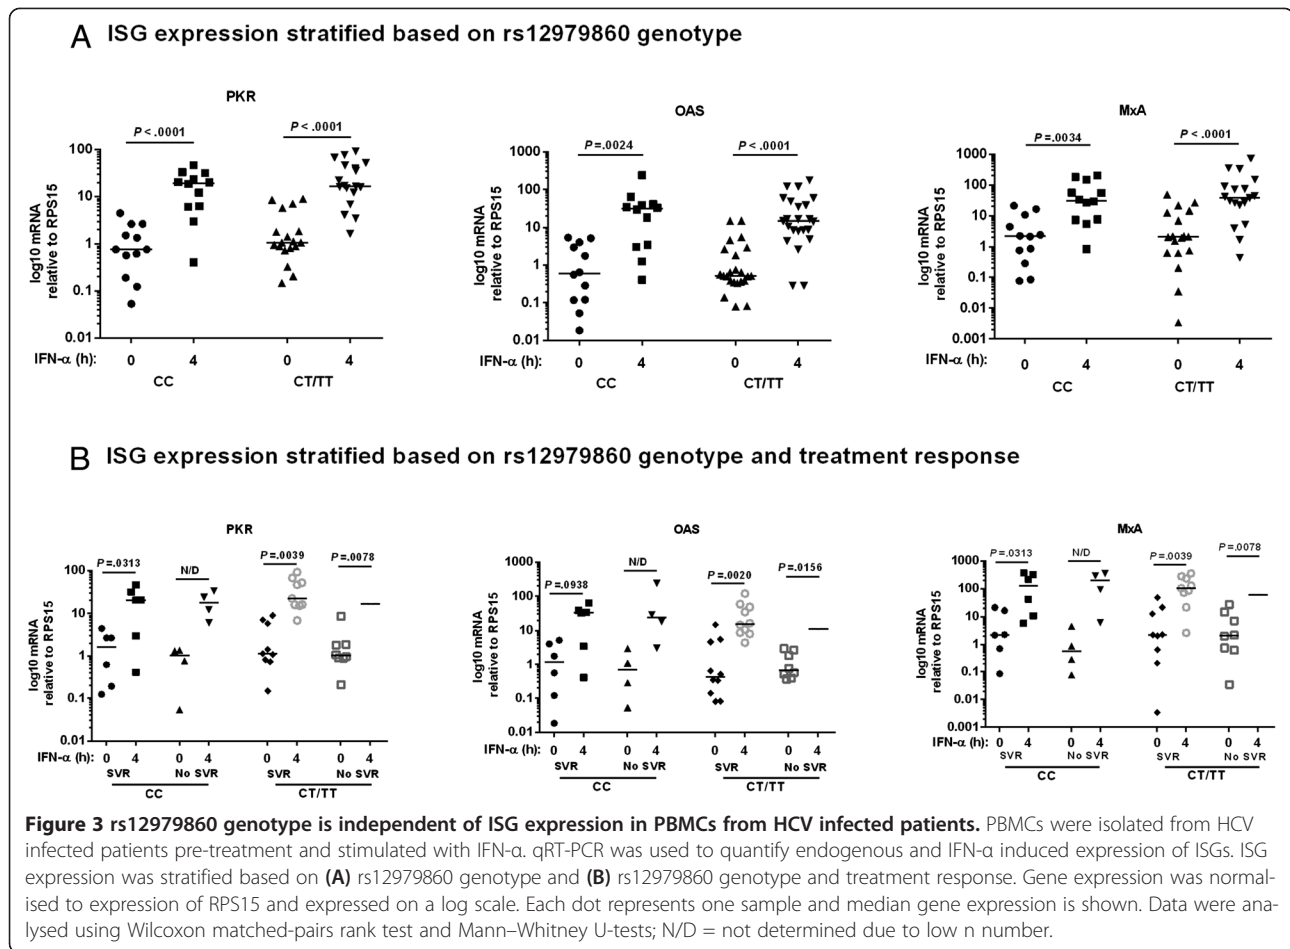 A ISG expression stratified based on rs12979860 genotype
PKR
P < .0001
P < .0001
log10 mRNA
relative to RPS15
100
10
1
0.1
0.01
IFN-α (h): 0 4 0 4
CC CT/TT
OAS
P =.0024
P < .0001
log10 mRNA
relative to RPS15
1000
100
10
1
0.1
0.01
IFN-α (h): 0 4 0 4
CC CT/TT
MxA
P =.0034
P < .0001
log10 mRNA
relative to RPS15
1000
100
10
1
0.1
0.01
0.001
IFN-α (h): 0 4 0 4
CC CT/TT
B ISG expression stratified based on rs12979860 genotype and treatment response
PKR
P =.0313
N/D
P =.0039
P =.0078
log10 mRNA
relative to RPS15
100
10
1
0.1
0.01
IFN-α (h): 0 4 0 4 0 4 0 4
SVR No SVR SVR No SVR
CC CT/TT
OAS
P =.0938
N/D
P =.0020
P =.0156
log10 mRNA
relative to RPS15
1000
100
10
1
0.1
0.01
IFN-α (h): 0 4 0 4 0 4 0 4
SVR No SVR SVR No SVR
CC CT/TT
MxA
P =.0313
N/D
P =.0039
P =.0078
log10 mRNA
relative to RPS15
1000
100
10
1
0.1
0.01
0.001
IFN-α (h): 0 4 0 4 0 4 0 4
SVR No SVR SVR No SVR
CC CT/TT
Figure 3 rs12979860 genotype is independent of ISG expression in PBMCs from HCV infected patients. PBMCs were isolated from HCV
infected patients pre-treatment and stimulated with IFN-α. qRT-PCR was used to quantify endogenous and IFN-α induced expression of ISGs. ISG
expression was stratified based on (A) rs12979860 genotype and (B) rs12979860 genotype and treatment response. Gene expression was normal-
ised to expression of RPS15 and expressed on a log scale. Each dot represents one sample and median gene expression is shown. Data were ana-
lysed using Wilcoxon matched-pairs rank test and Mann–Whitney U-tests; N/D = not determined due to low n number.